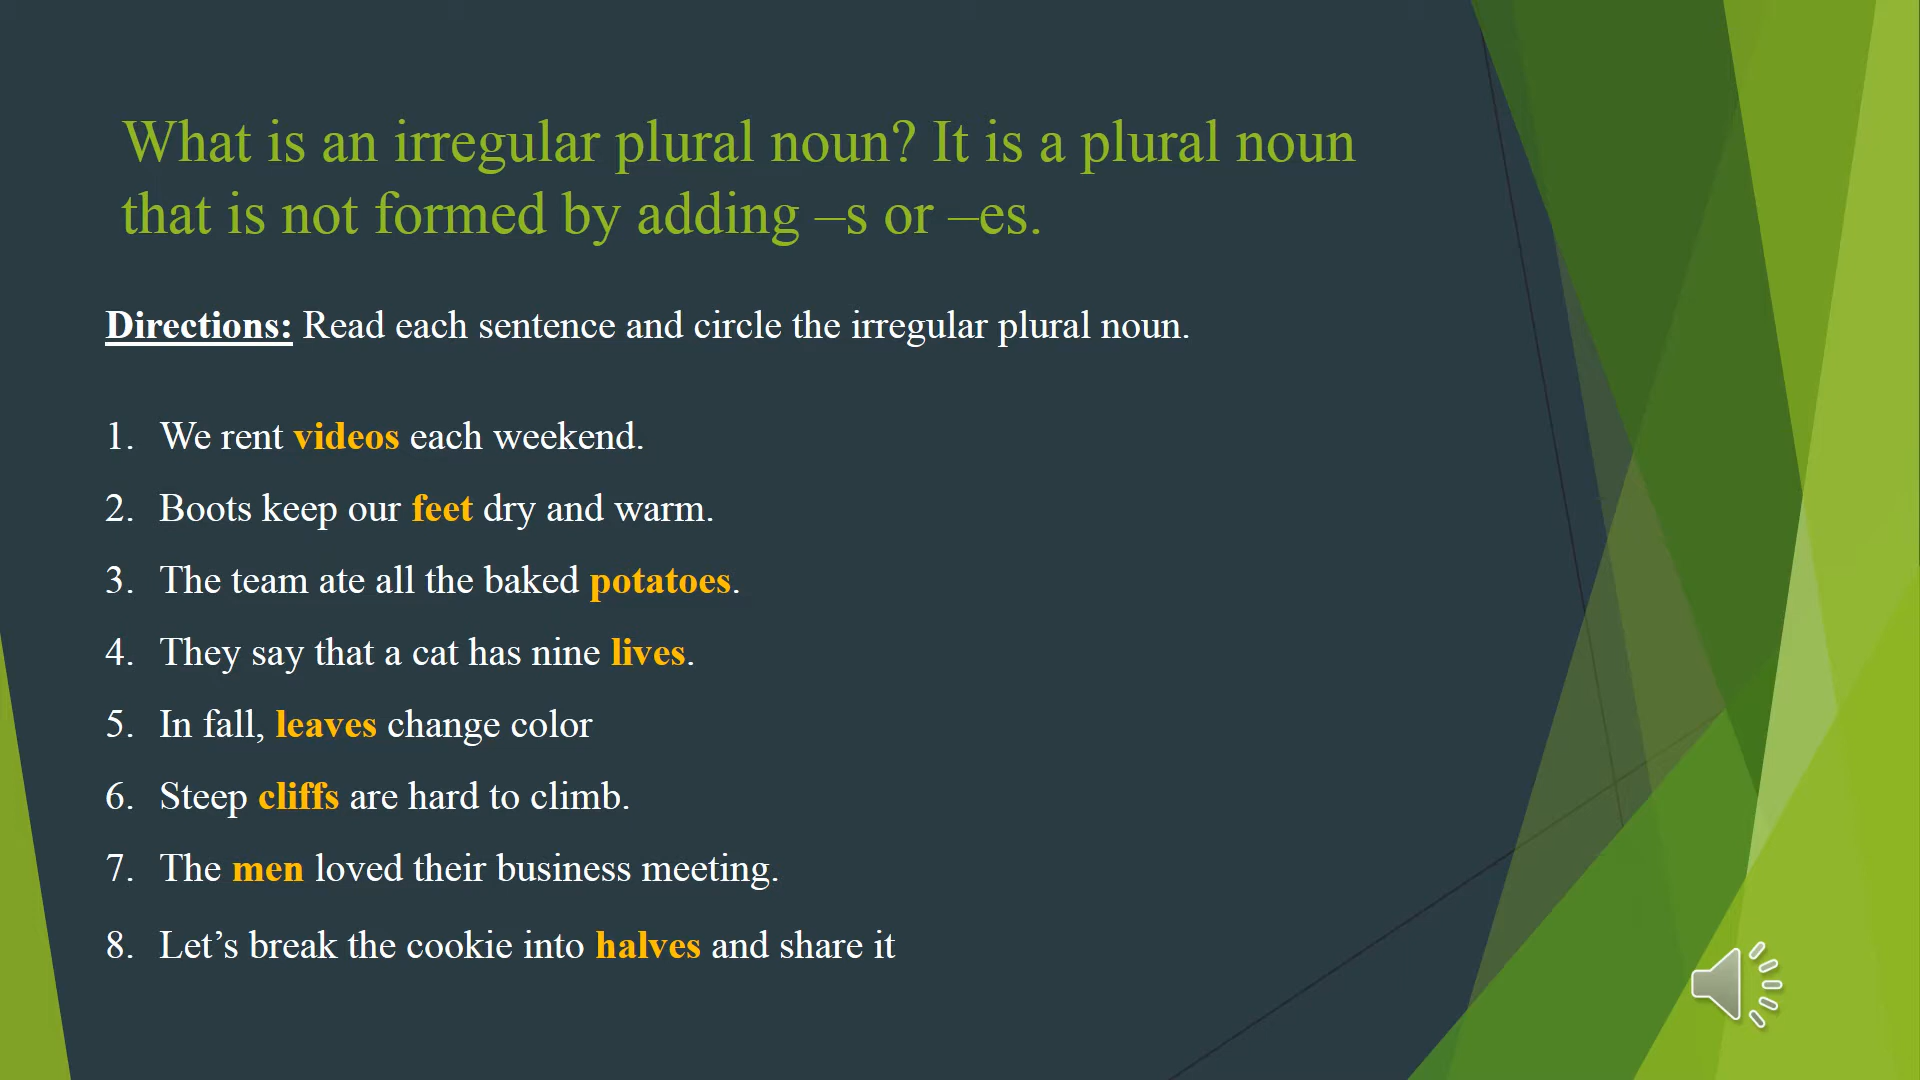 What is an irregular plural noun? It is a plural noun
that is not formed by adding –s or –es.
Directions: Read each sentence and circle the irregular plural noun.
1. We rent videos each weekend.
2. Boots keep our feet dry and warm.
3. The team ate all the baked potatoes.
4. They say that a cat has nine lives.
5. In fall, leaves change color
6. Steep cliffs are hard to climb.
7. The men loved their business meeting.
8. Let’s break the cookie into halves and share it